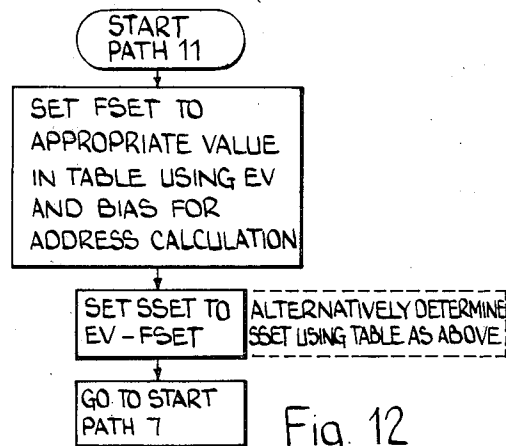 START
PATH 11
SET FSET TO
APPROPRIATE VALUE
IN TABLE USING EV
AND BIAS FOR
ADDRESS CALCULATION
SET SSET TO
EV - FSET
ALTERNATIVELY DETERMINE
SSET USING TABLE AS ABOVE
GO TO START
PATH 7
Fig. 12